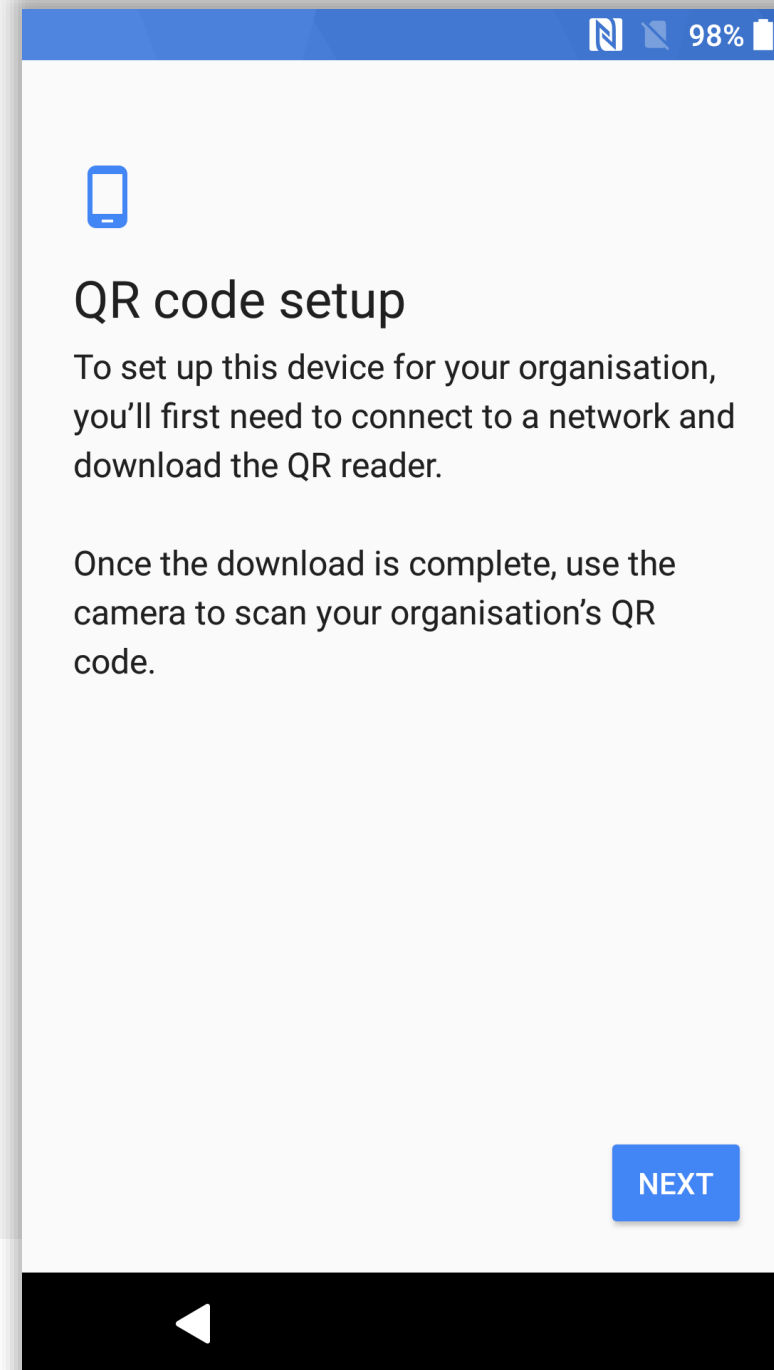 98%
QR code setup
To set up this device for your organisation,
you’ll first need to connect to a network and
download the QR reader.
Once the download is complete, use the
camera to scan your organisation’s QR
code.
NEXT